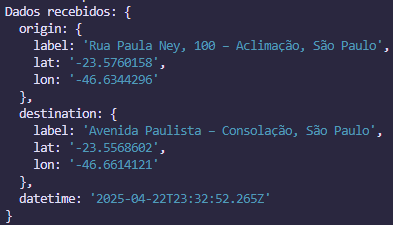 Dados recebidos: {
  origin: {
    label: 'Rua Paula Ney, 100 – Aclimação, São Paulo',
    lat: '-23.5760158',
    lon: '-46.6344296'
  },
  destination: {
    label: 'Avenida Paulista – Consolação, São Paulo',
    lat: '-23.5568602',
    lon: '-46.6614121'
  },
  datetime: '2025-04-22T23:32:52.265Z'
}